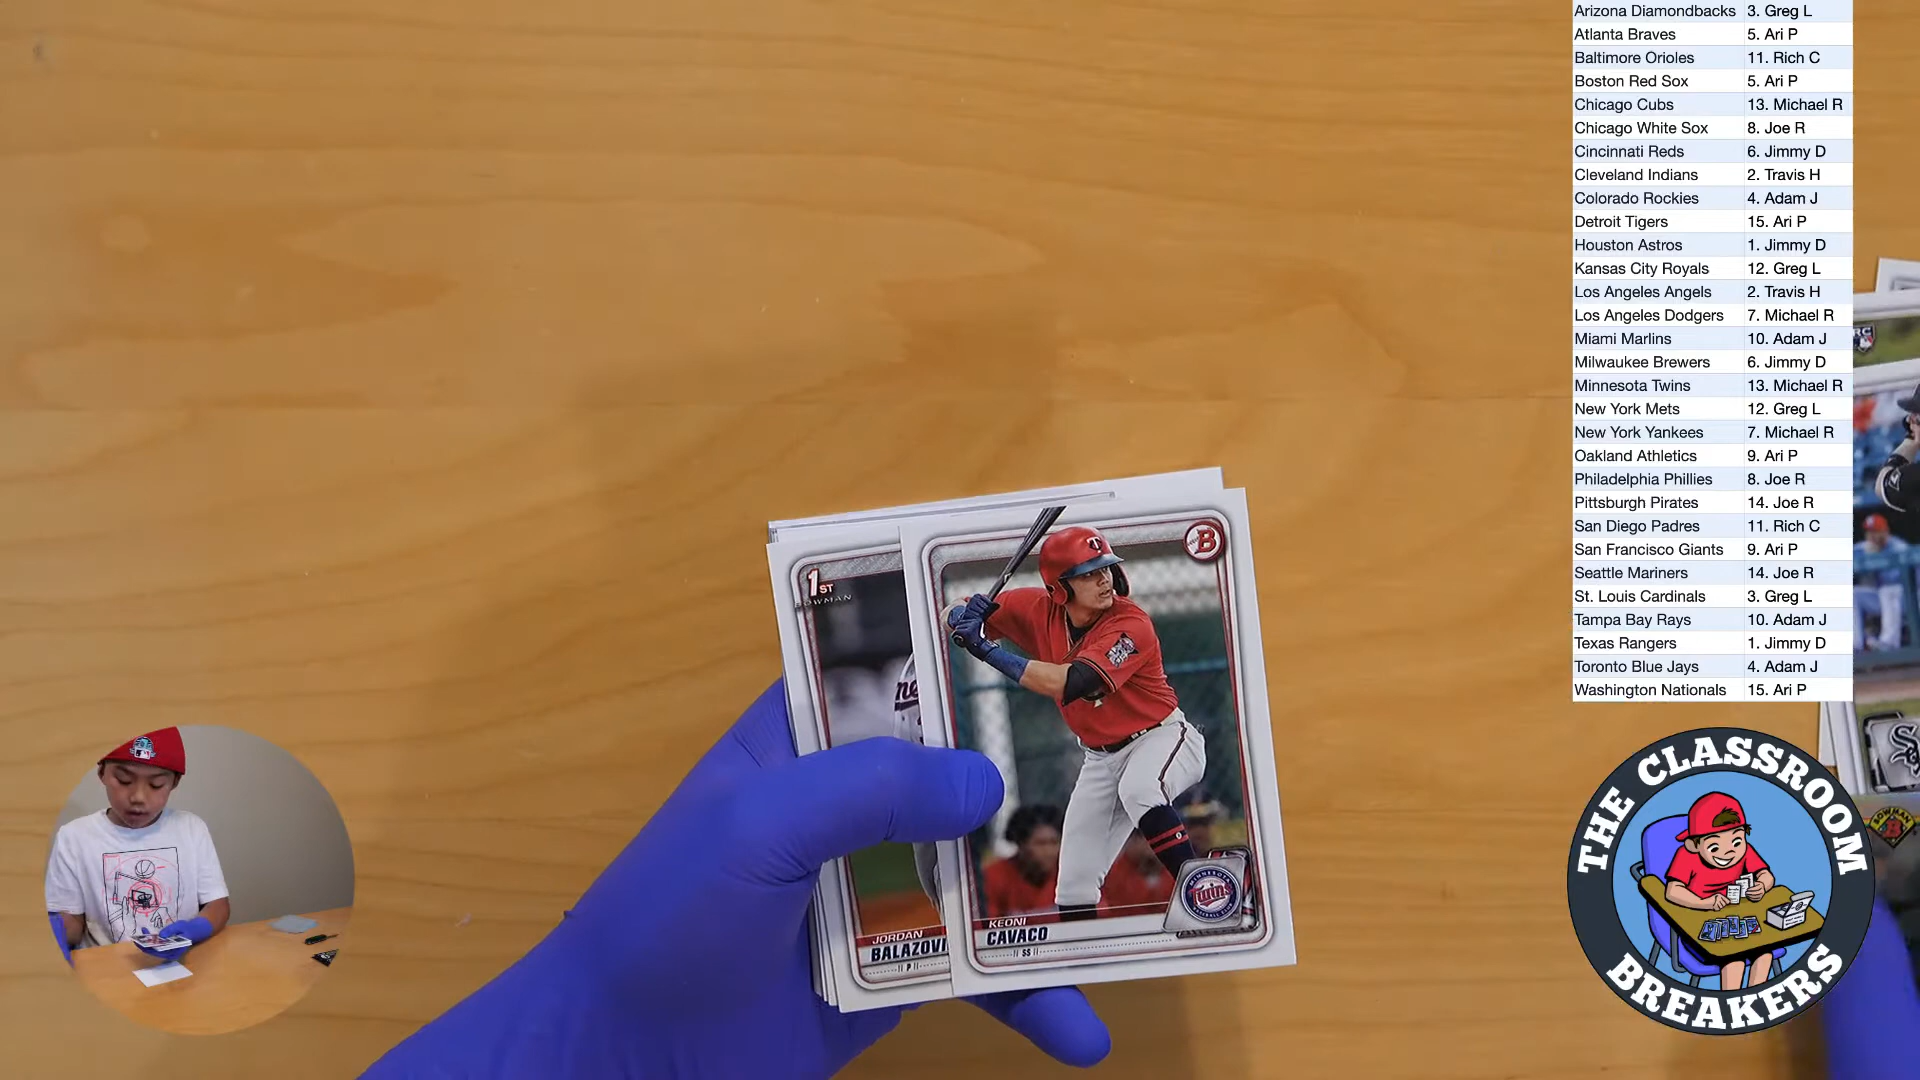 Arizona Diamondbacks 3. Greg L
Atlanta Braves 5. Ari P
Baltimore Orioles 11. Rich C
Boston Red Sox 5. Ari P
Chicago Cubs 13. Michael R
Chicago White Sox 8. Joe R
Cincinnati Reds 6. Jimmy D
Cleveland Indians 2. Travis H
Colorado Rockies 4. Adam J
Detroit Tigers 15. Ari P
Houston Astros 1. Jimmy D
Kansas City Royals 12. Greg L
Los Angeles Angels 2. Travis H
Los Angeles Dodgers 7. Michael R
Miami Marlins 10. Adam J
Milwaukee Brewers 6. Jimmy D
Minnesota Twins 13. Michael R
New York Mets 12. Greg L
New York Yankees 7. Michael R
Oakland Athletics 9. Ari P
Philadelphia Phillies 8. Joe R
Pittsburgh Pirates 14. Joe R
San Diego Padres 11. Rich C
San Francisco Giants 9. Ari P
Seattle Mariners 14. Joe R
St. Louis Cardinals 3. Greg L
Tampa Bay Rays 10. Adam J
Texas Rangers 1. Jimmy D
Toronto Blue Jays 4. Adam J
Washington Nationals 15. Ari P
RC
B
T
1ST
BOWMAN
MINNESOTA
Twins
BASEBALL CLUB
KEONI
CAVACO
SS
JORDAN
BALAZOVI
P
BOWMAN
THE CLASSROOM
BREAKERS